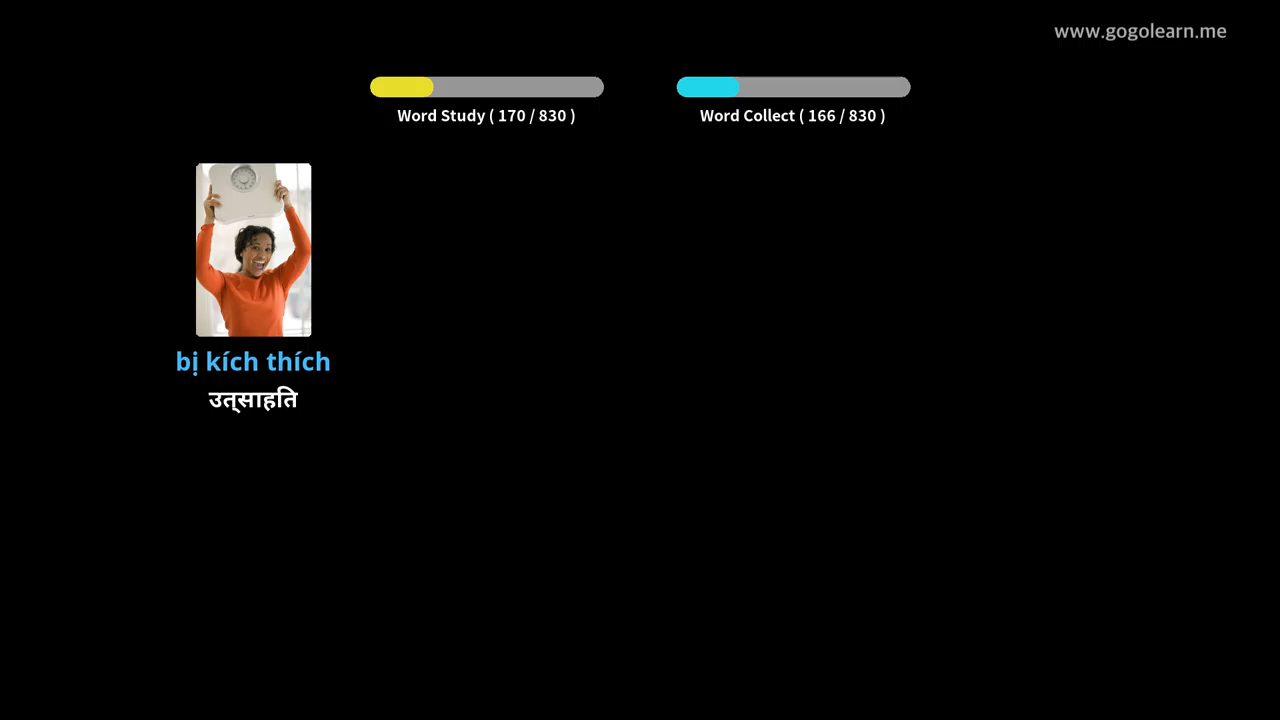 www.gogolearn.me
Word Study ( 170 / 830 )
Word Collect ( 166 / 830 )
bị kích thích
उत्‌साहति